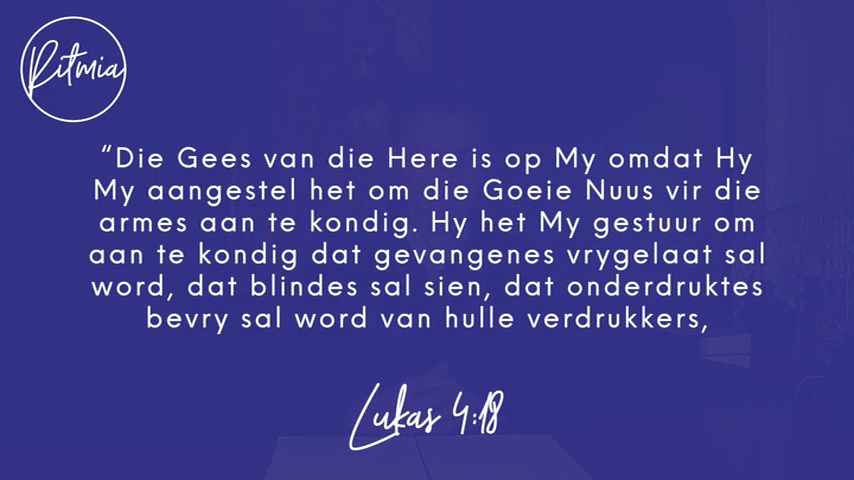 Ritmia
“Die Gees van die Here is op My omdat Hy
My aangestel het om die Goeie Nuus vir die
armes aan te kondig. Hy het My gestuur om
aan te kondig dat gevangenes vrygelaat sal
word, dat blindes sal sien, dat onderdruktes
bevry sal word van hulle verdrukkers,
Lukas 4:18